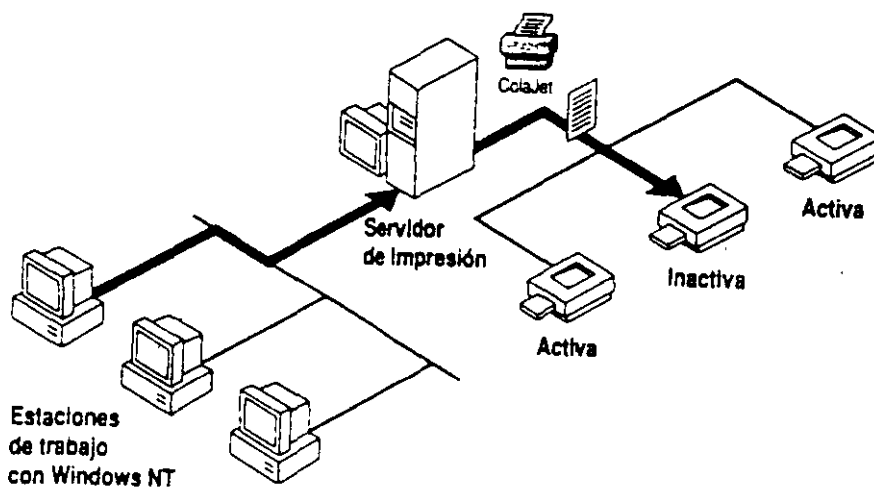 ColaJet
Activa
Servidor
de Impresión
Inactiva
Activa
Estaciones
de trabajo
con Windows NT